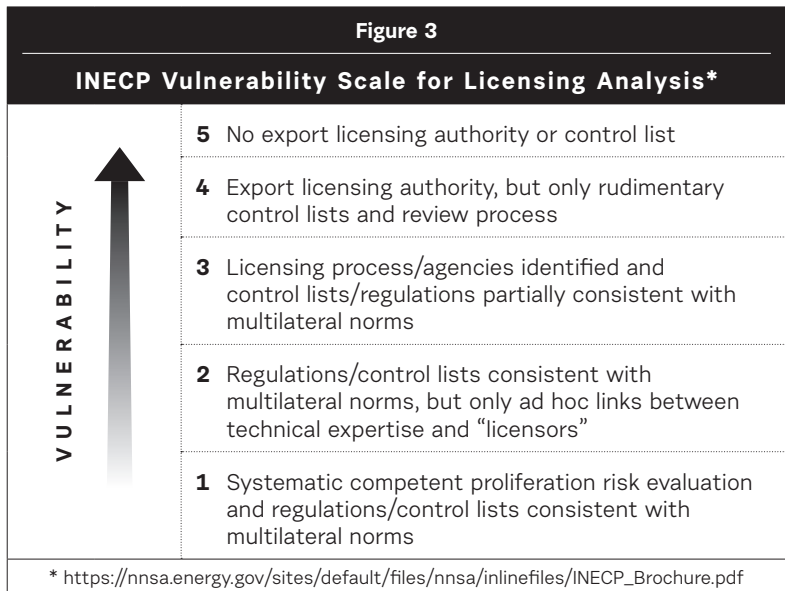 Figure 3
INECP Vulnerability Scale for Licensing Analysis*
VULNERABILITY
5 No export licensing authority or control list
4 Export licensing authority, but only rudimentary
control lists and review process
3 Licensing process/agencies identified and
control lists/regulations partially consistent with
multilateral norms
2 Regulations/control lists consistent with
multilateral norms, but only ad hoc links between
technical expertise and “licensors”
1 Systematic competent proliferation risk evaluation
and regulations/control lists consistent with
multilateral norms
* https://nnsa.energy.gov/sites/default/files/nnsa/inlinefiles/INECP_Brochure.pdf